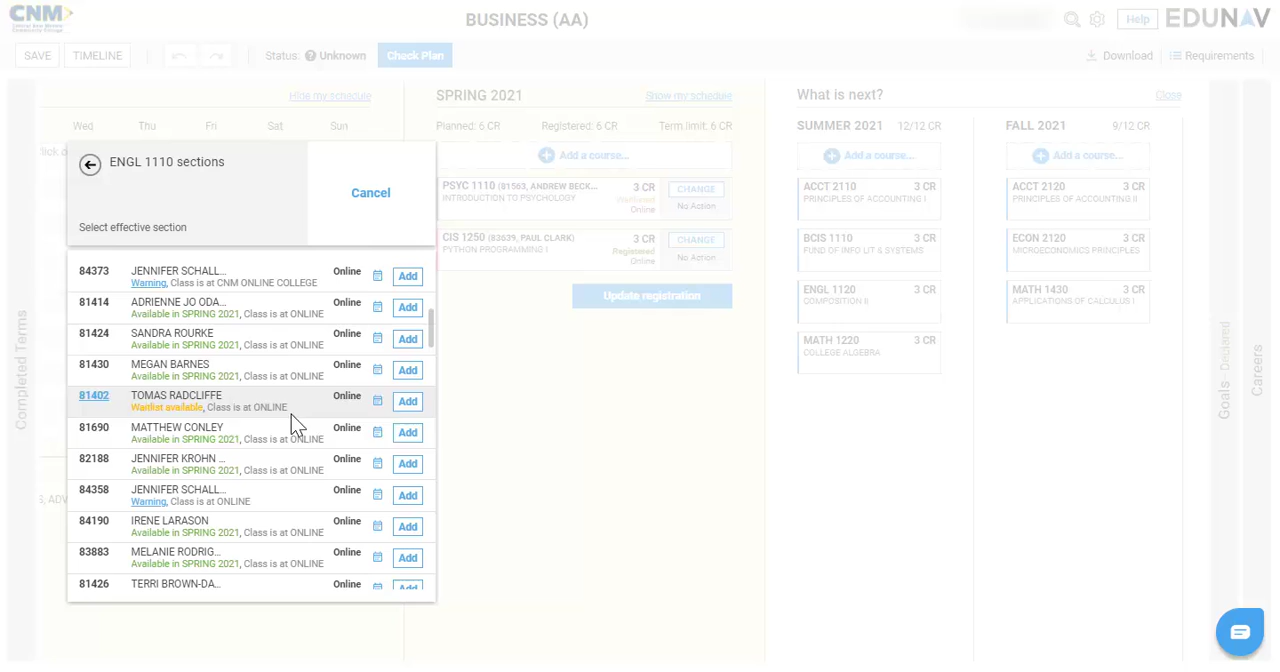 CNM
BUSINESS (AA)
Help
EDUNAV
SAVE
TIMELINE
Status: ? Unknown
Check Plan
Download
Requirements
Hide my schedule
Wed Thu Fri Sat Sun
ENGL 1110 sections
Cancel
Select effective section
84373 JENNIFER SCHALL... Online Add
Warning, Class is at CNM ONLINE COLLEGE
81414 ADRIENNE JO ODA... Online Add
Available in SPRING 2021, Class is at ONLINE
81424 SANDRA ROURKE Online Add
Available in SPRING 2021, Class is at ONLINE
81430 MEGAN BARNES Online Add
Available in SPRING 2021, Class is at ONLINE
81402 TOMAS RADCLIFFE Online Add
Waitlist available, Class is at ONLINE
81690 MATTHEW CONLEY Online Add
Available in SPRING 2021, Class is at ONLINE
82188 JENNIFER KROHN ... Online Add
Available in SPRING 2021, Class is at ONLINE
84358 JENNIFER SCHALL... Online Add
Warning, Class is at ONLINE
84190 IRENE LARASON Online Add
Available in SPRING 2021, Class is at ONLINE
83883 MELANIE RODRIG... Online Add
Available in SPRING 2021, Class is at ONLINE
81426 TERRI BROWN-DA... Online Add
SPRING 2021 Show my schedule
Planned: 6 CR Registered: 6 CR Term limit: 6 CR
Add a course...
PSYC 1110 (81563, ANDREW BECK... 3 CR CHANGE
INTRODUCTION TO PSYCHOLOGY
Online No Action
CIS 1250 (83639, PAUL CLARK) 3 CR CHANGE
PYTHON PROGRAMMING I Registered
Online No Action
Update registration
What is next? Close
SUMMER 2021 12/12 CR
Add a course...
ACCT 2110 3 CR
PRINCIPLES OF ACCOUNTING I
BCIS 1110 3 CR
FUND OF INFO LIT & SYSTEMS
ENGL 1120 3 CR
COMPOSITION II
MATH 1220 3 CR
COLLEGE ALGEBRA
FALL 2021 9/12 CR
Add a course...
ACCT 2120 3 CR
PRINCIPLES OF ACCOUNTING II
ECON 2120 3 CR
MICROECONOMICS PRINCIPLES
MATH 1430 3 CR
APPLICATIONS OF CALCULUS I
Completed Terms
Goals Declared
Careers